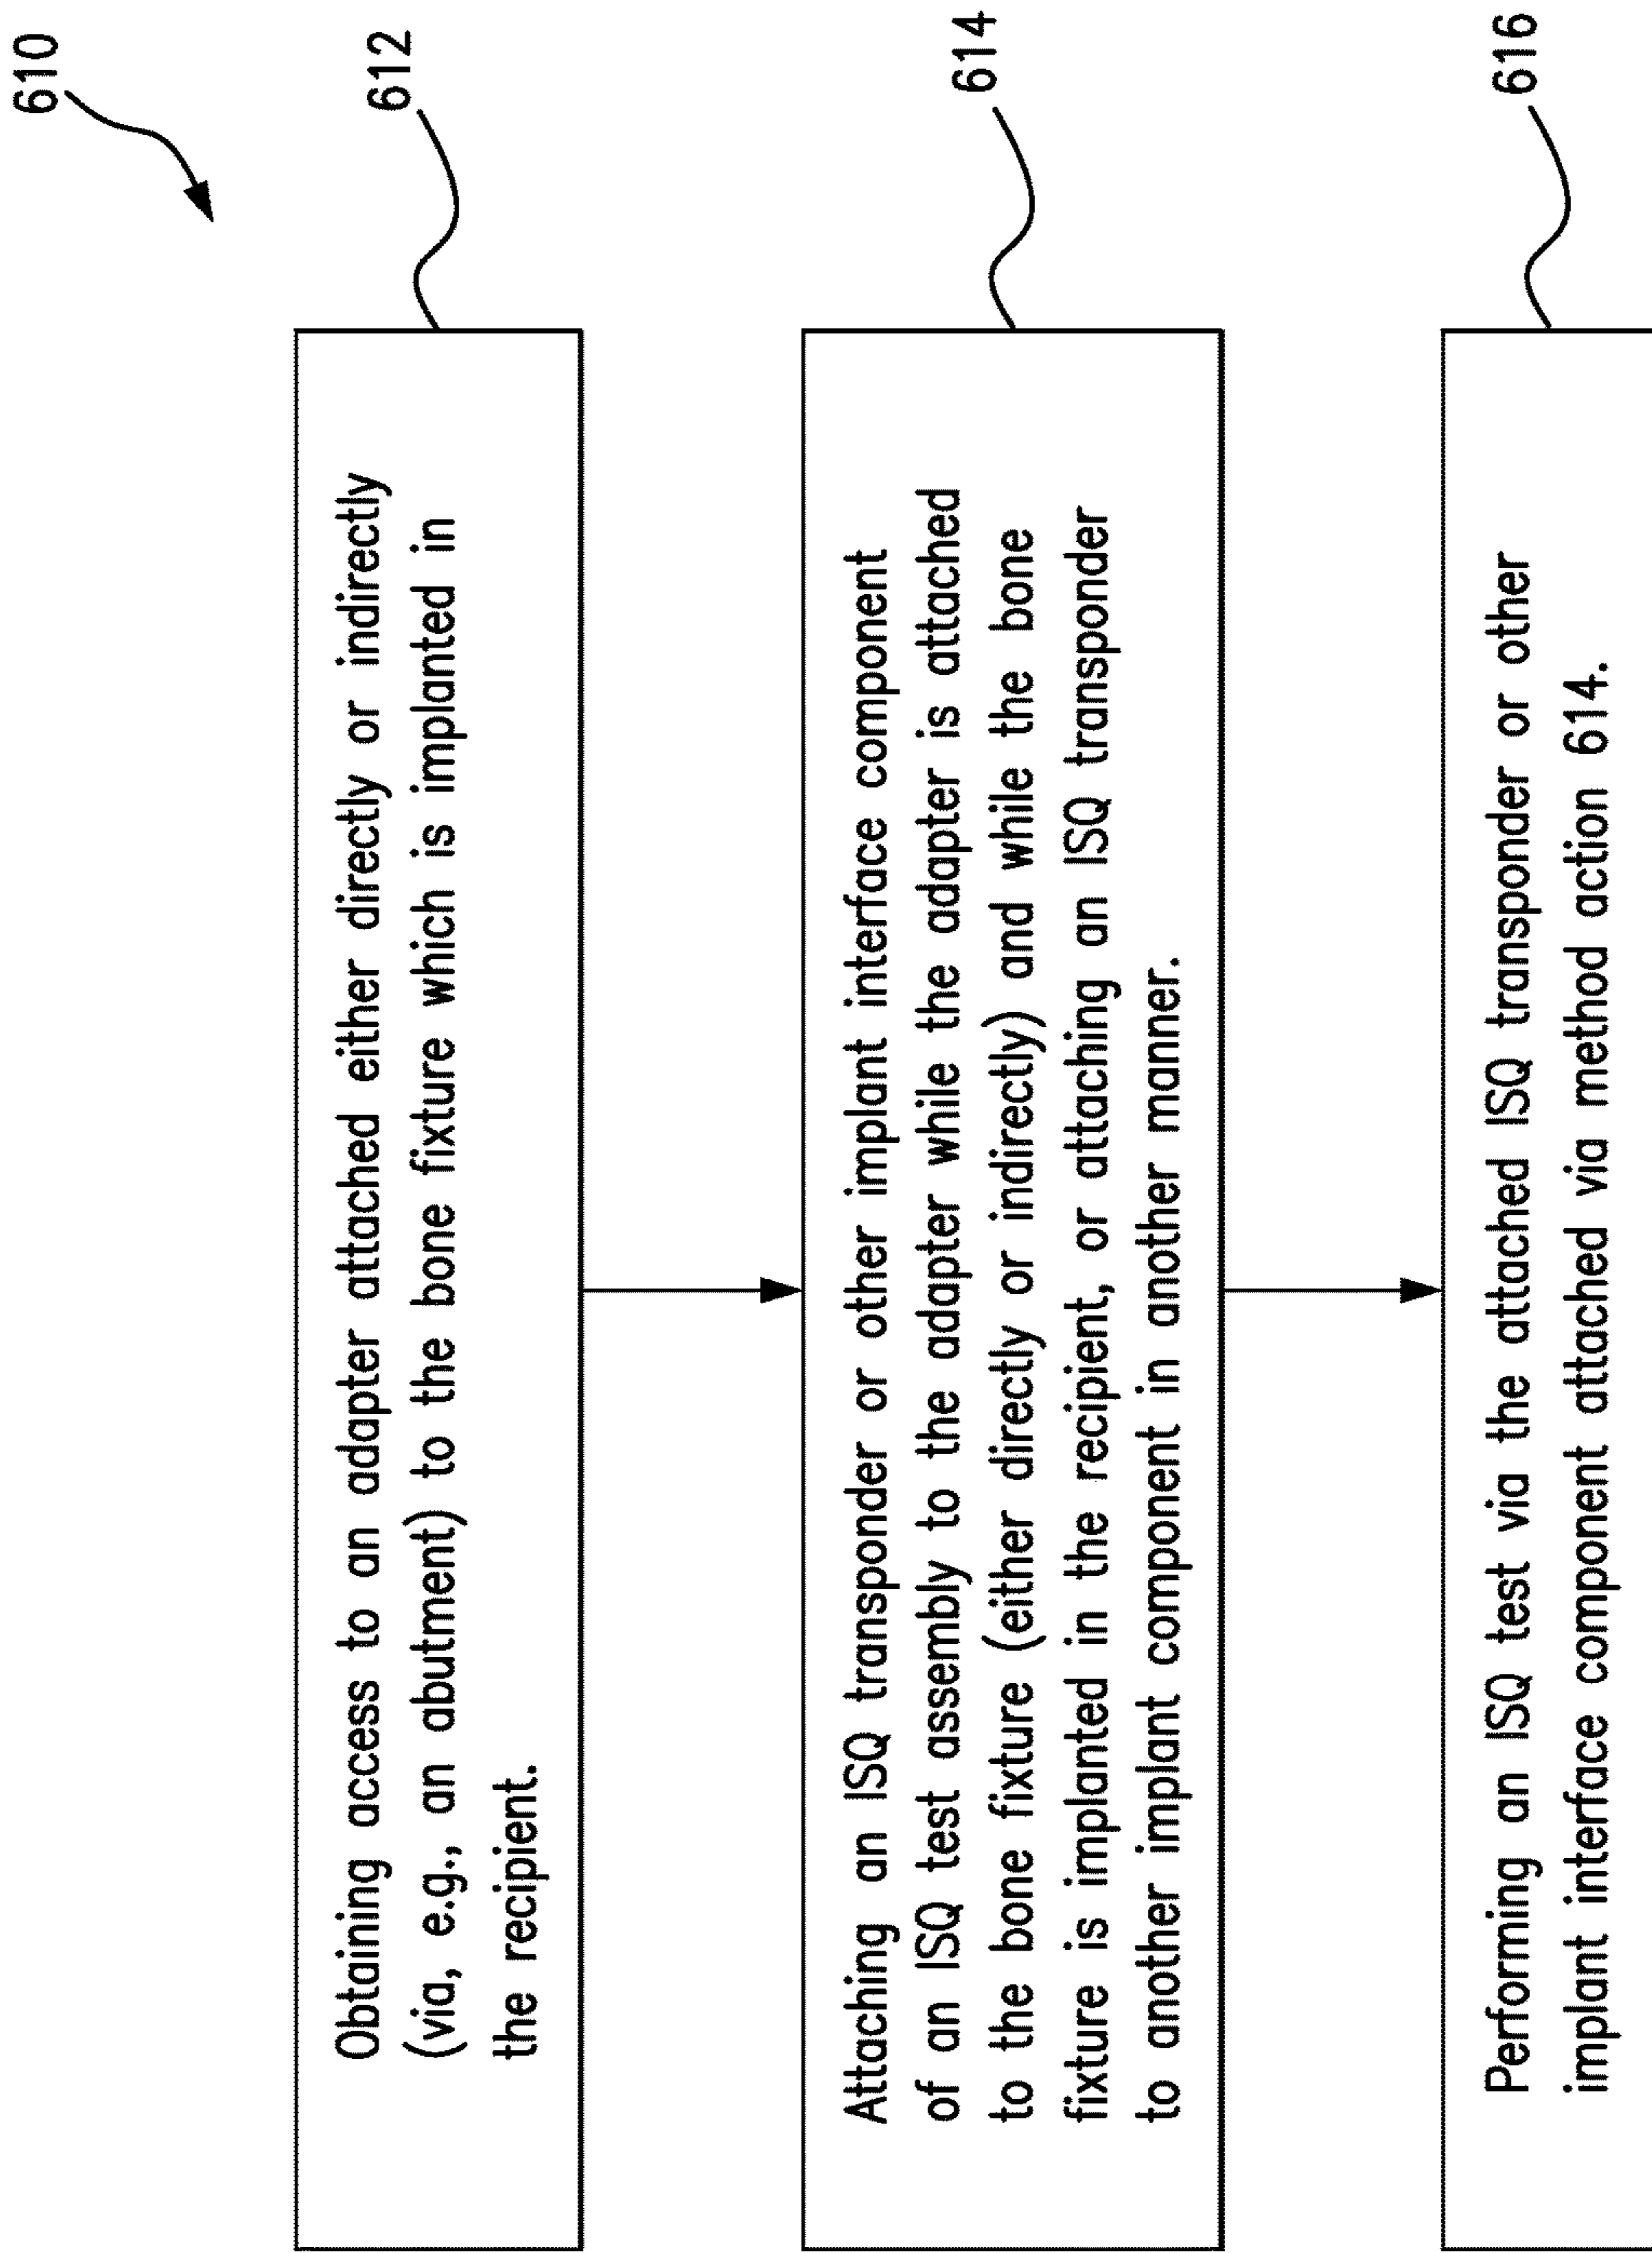 610
612
Obtaining access to an adapter attached either directly or indirectly
(via, e.g., an abutment) to the bone fixture which is implanted in
the recipient.
614
Attaching an ISQ transponder or other implant interface component
of an ISQ test assembly to the adapter while the adapter is attached
to the bone fixture (either directly or indirectly) and while the bone
fixture is implanted in the recipient, or attaching an ISQ transponder
to another implant component in another manner.
616
Performing an ISQ test via the attached ISQ transponder or other
implant interface component attached via method action 614.